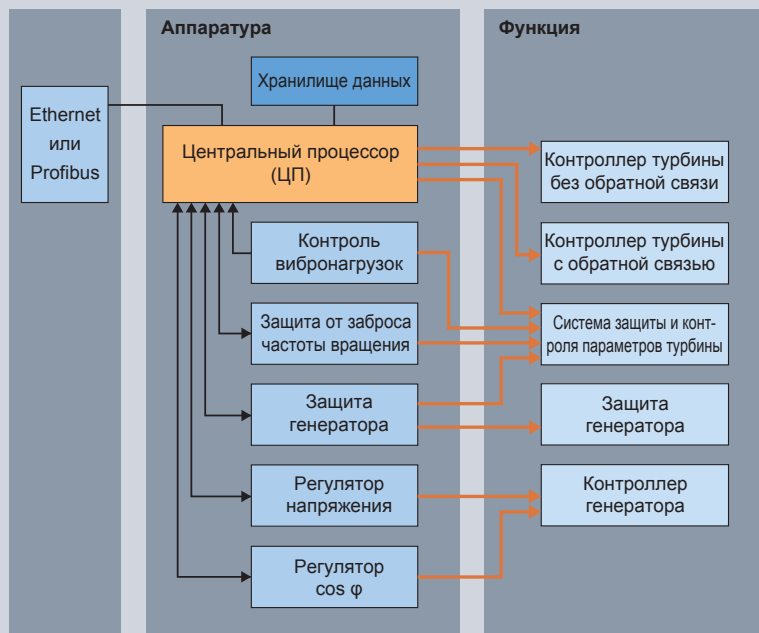 Аппаратура
Функция
Ethernet
или
Profibus
Хранилище данных
Центральный процессор
(ЦП)
Контроль
вибронагрузок
Защита от заброса
частоты вращения
Защита
генератора
Регулятор
напряжения
Регулятор
cos φ
Контроллер турбины
без обратной связи
Контроллер турбины
с обратной связью
Система защиты и конт-
роля параметров турбины
Защита
генератора
Контроллер
генератора